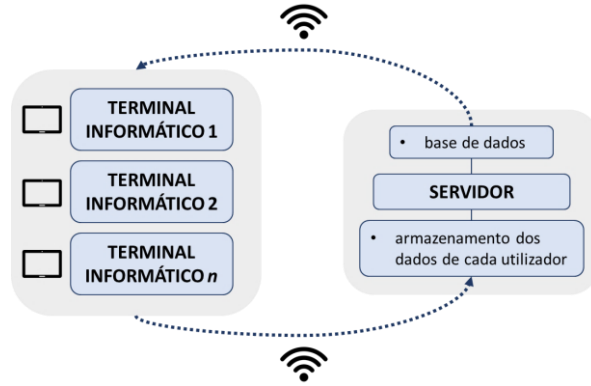 TERMINAL
INFORMÁTICO 1
TERMINAL
INFORMÁTICO 2
TERMINAL
INFORMÁTICO n
• base de dados
SERVIDOR
• armazenamento dos
dados de cada utilizador